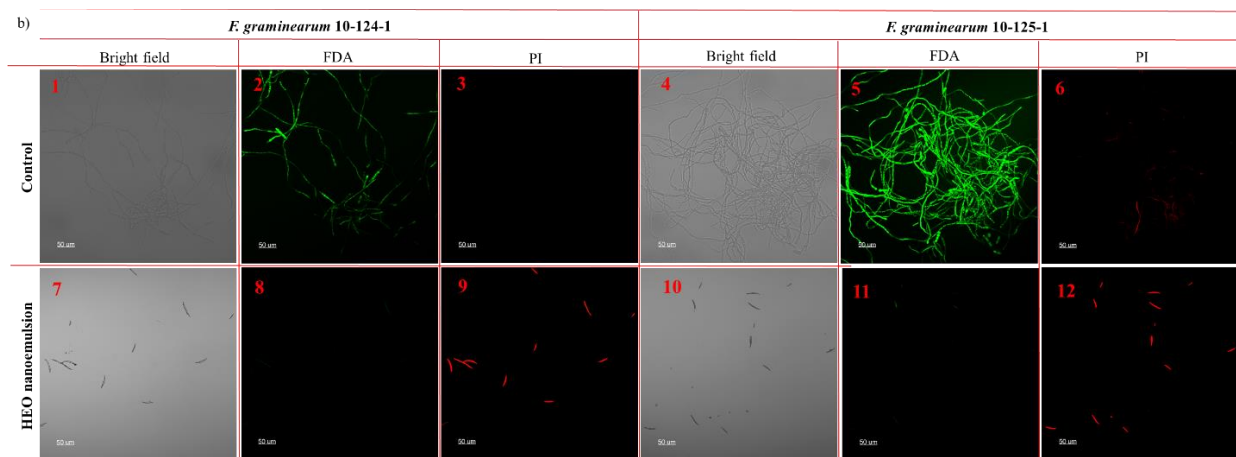 b)
F. graminearum 10-124-1 F. graminearum 10-125-1
Bright field FDA PI Bright field FDA PI
Control
1 2 3 4 5 6
50 um 50 um 50 um 50 um 50 um 50 um
HEO nanoemulsion
7 8 9 10 11 12
50 um 50 um 50 um 50 um 50 um 50 um